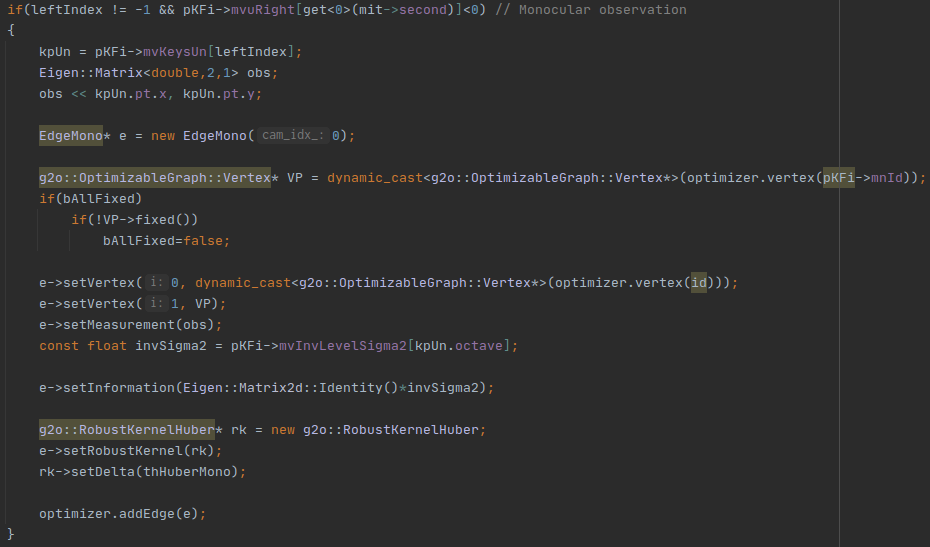 if(leftIndex != -1 && pKFi->mvuRight[get<0>(mit->second)]<0) // Monocular observation
{
    kpUn = pKFi->mvKeysUn[leftIndex];
    Eigen::Matrix<double,2,1> obs;
    obs << kpUn.pt.x, kpUn.pt.y;

    EdgeMono* e = new EdgeMono( cam_idx_: 0);

    g2o::OptimizableGraph::Vertex* VP = dynamic_cast<g2o::OptimizableGraph::Vertex*>(optimizer.vertex(pKFi->mnId));
    if(bAllFixed)
        if(!VP->fixed())
            bAllFixed=false;

    e->setVertex( i: 0, dynamic_cast<g2o::OptimizableGraph::Vertex*>(optimizer.vertex(id)));
    e->setVertex( i: 1, VP);
    e->setMeasurement(obs);
    const float invSigma2 = pKFi->mvInvLevelSigma2[kpUn.octave];

    e->setInformation(Eigen::Matrix2d::Identity()*invSigma2);

    g2o::RobustKernelHuber* rk = new g2o::RobustKernelHuber;
    e->setRobustKernel(rk);
    rk->setDelta(thHuberMono);

    optimizer.addEdge(e);
}